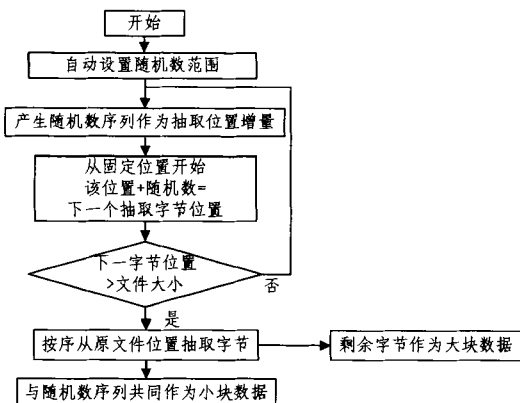 开始
自动设置随机数范围
产生随机数序列作为抽取位置增量
从固定位置开始
该位置+随机数=
下一个抽取字节位置
下一字节位置
>文件大小
否
是
按序从原文件位置抽取字节
剩余字节作为大块数据
与随机数序列共同作为小块数据